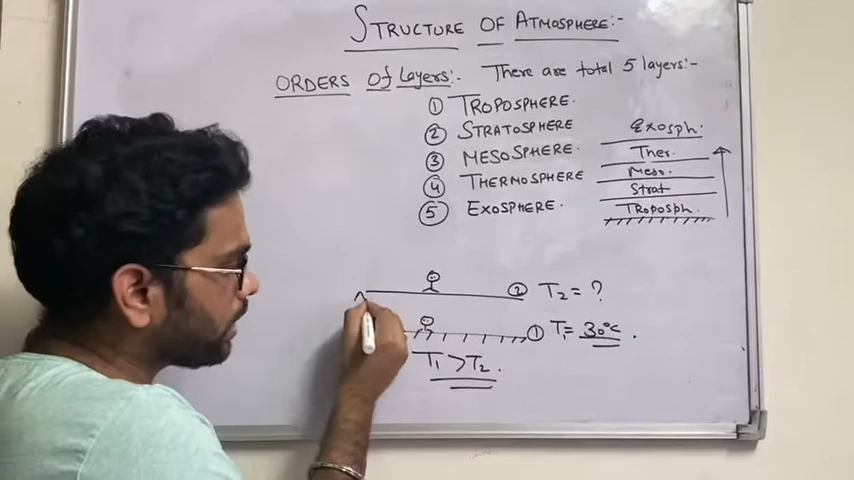 STRUCTURE OF ATMOSPHERE:-
ORDERS Of Layers:- There are total 5 layers:-
① TROPOSPHERE.
② STRATOSPHERE
③ MESOSPHERE.
④ THERMOSPHERE
⑤ EXOSPHERE.
Exosph.
Ther.
Meso.
Strat
Troposph.
② T₂ = ?
① T₁ = 30°C.
T₁ > T₂.